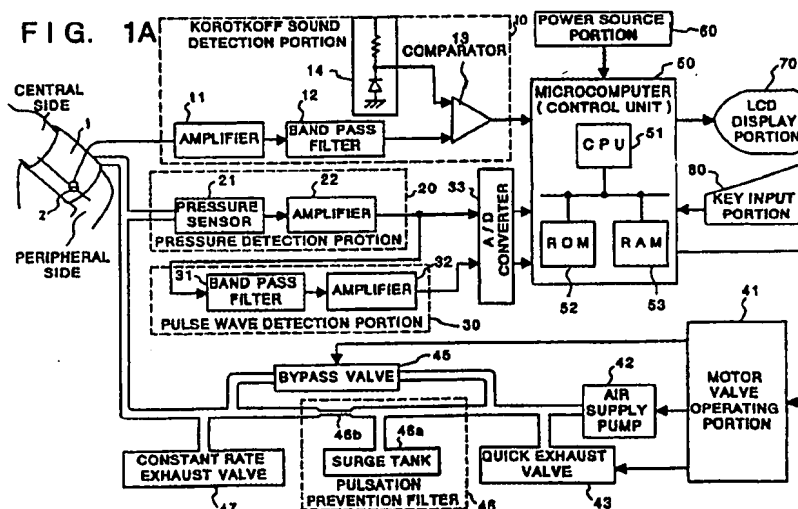 FIG. 1A
KOROTKOFF SOUND
DETECTION PORTION
10
13
COMPARATOR
14
POWER SOURCE
PORTION
60
CENTRAL
SIDE
1
2
PERIPHERAL
SIDE
11
AMPLIFIER
12
BAND PASS
FILTER
50
MICROCOMPUTER
(CONTROL UNIT)
CPU
51
ROM
RAM
52
53
70
LCD
DISPLAY
PORTION
80
KEY INPUT
PORTION
21
PRESSURE
SENSOR
22
AMPLIFIER
20
PRESSURE DETECTION PROTION
33
A/D
CONVERTER
31
BAND PASS
FILTER
32
AMPLIFIER
PULSE WAVE DETECTION PORTION
30
45
BYPASS VALVE
42
AIR
SUPPLY
PUMP
41
MOTOR
VALVE
OPERATING
PORTION
46b
46a
SURGE TANK
CONSTANT RATE
EXHAUST VALVE
47
PULSATION
PREVENTION FILTER
46
QUICK EXHAUST
VALVE
43